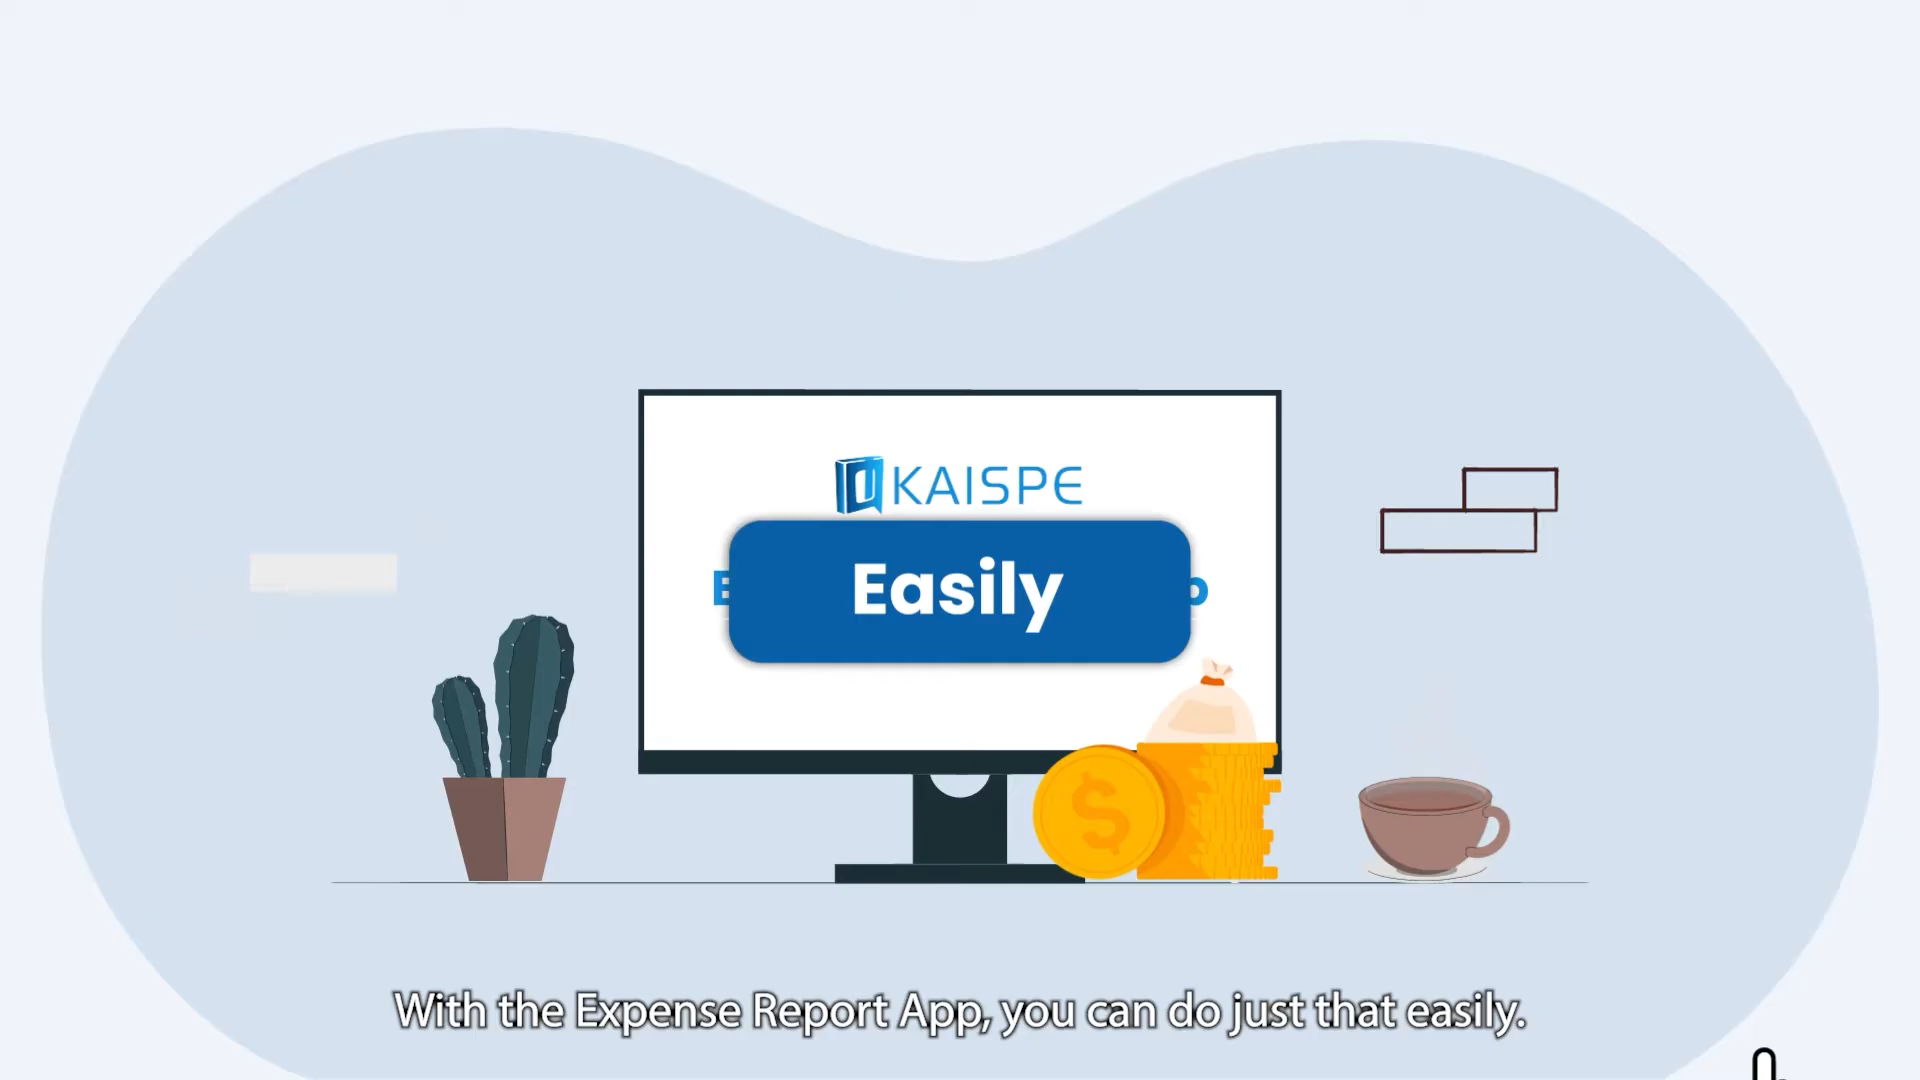 KAISPE
Easily
$
With the Expense Report App, you can do just that easily.